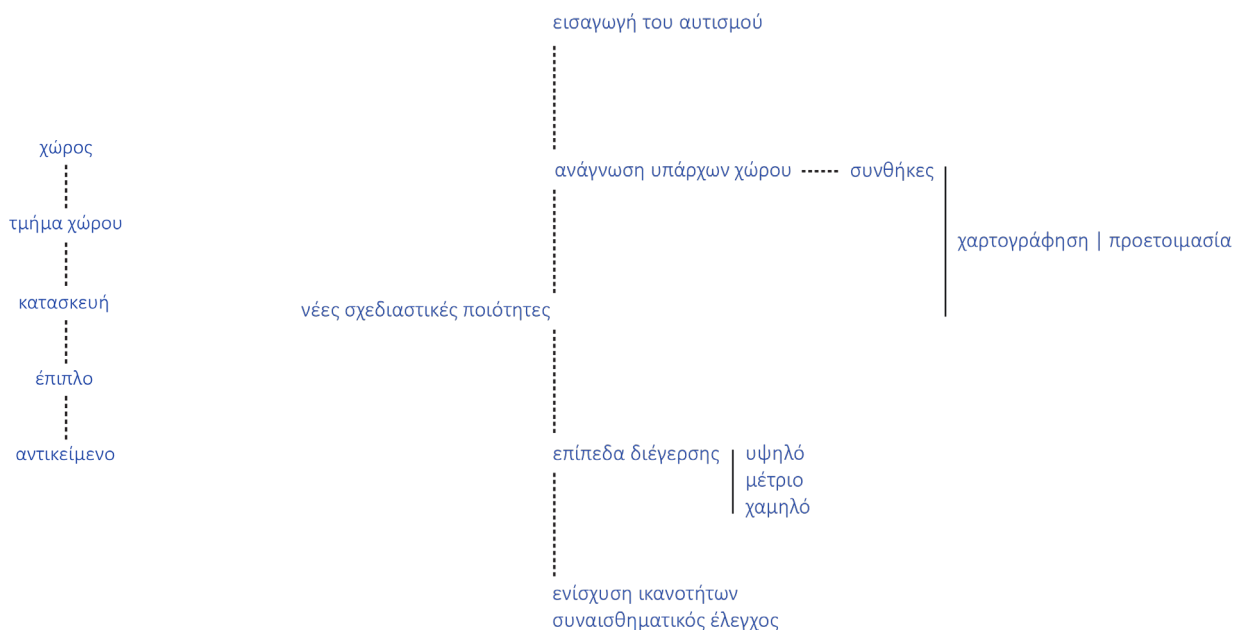 εισαγωγή του αυτισμού
χώρος
τμήμα χώρου
κατασκευή
έπιπλο
αντικείμενο
ανάγνωση υπάρχων χώρου
συνθήκες
χαρτογράφηση | προετοιμασία
νέες σχεδιαστικές ποιότητες
επίπεδα διέγερσης
υψηλό
μέτριο
χαμηλό
ενίσχυση ικανοτήτων
συναισθηματικός έλεγχος